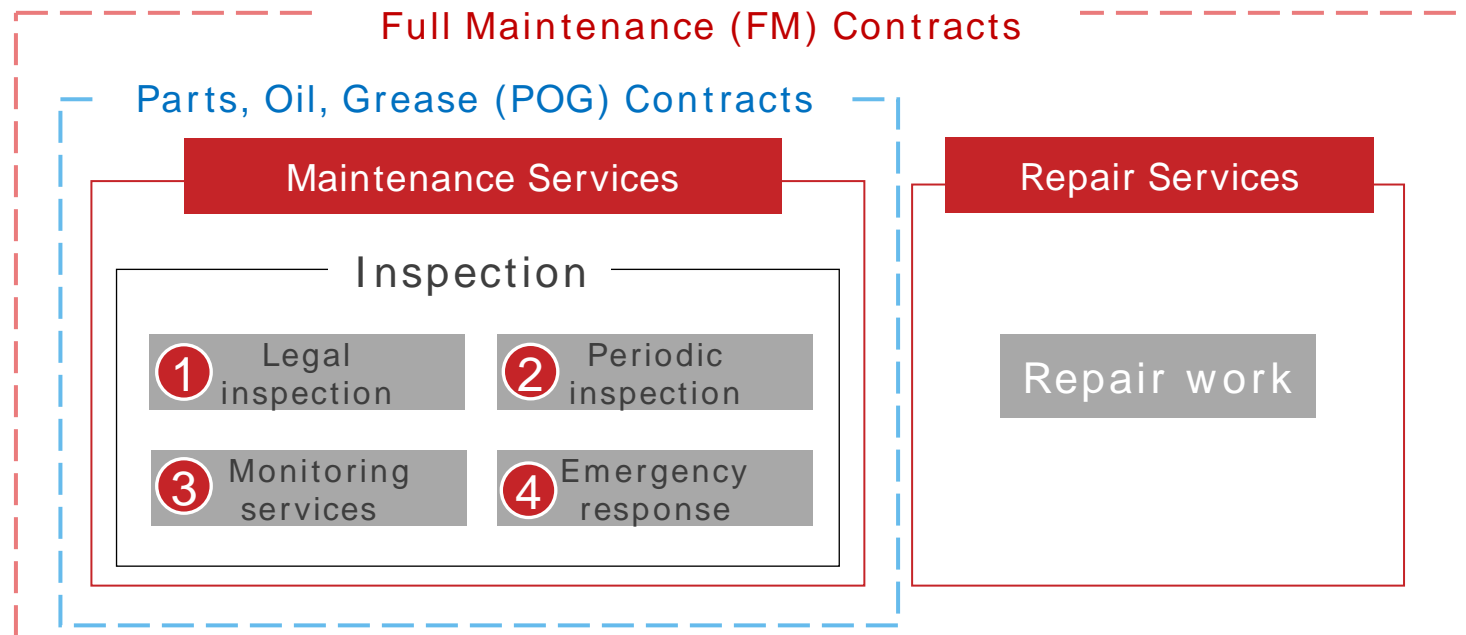 Full Maintenance (FM) Contracts
Parts, Oil, Grease (POG) Contracts
Maintenance Services
Repair Services
Inspection
1 Legal
inspection
2 Periodic
inspection
Repair work
3 Monitoring
services
4 Emergency
response